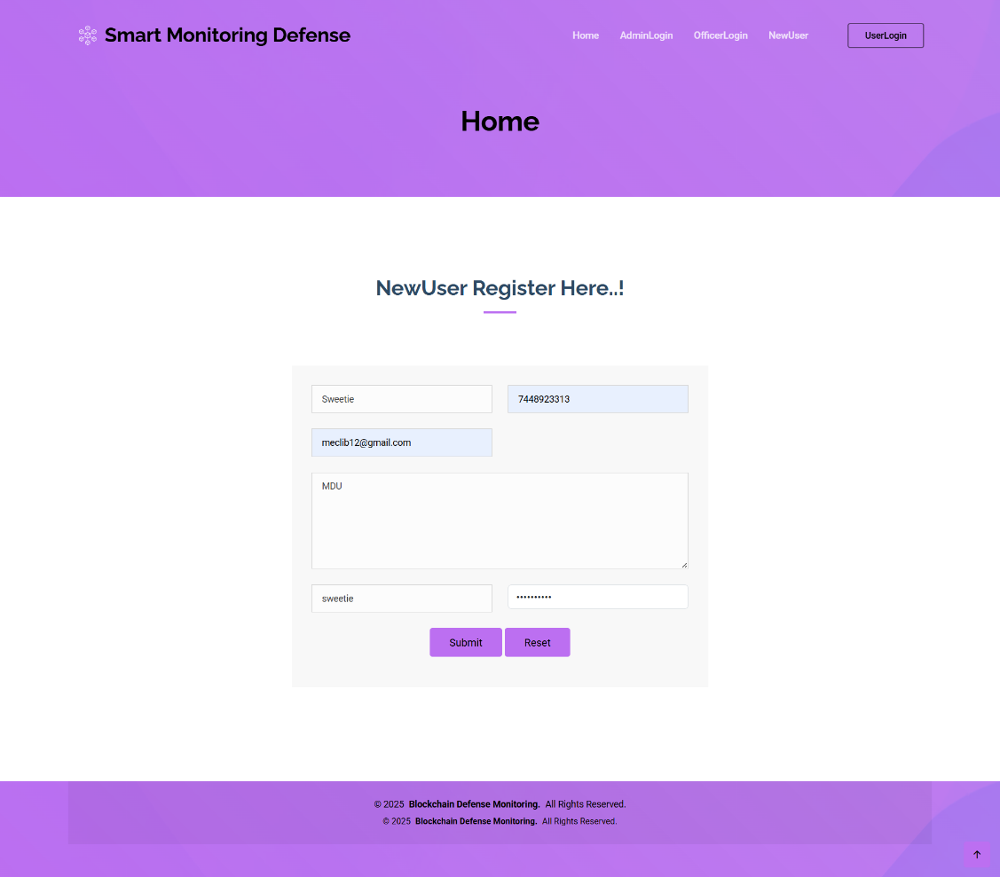 Smart Monitoring Defense
Home
AdminLogin
OfficerLogin
NewUser
UserLogin
Home
NewUser Register Here..!
Sweetie
7448923313
meclib12@gmail.com
MDU
sweetie
••••••••••
Submit
Reset
© 2025 Blockchain Defense Monitoring. All Rights Reserved.
© 2025 Blockchain Defense Monitoring. All Rights Reserved.